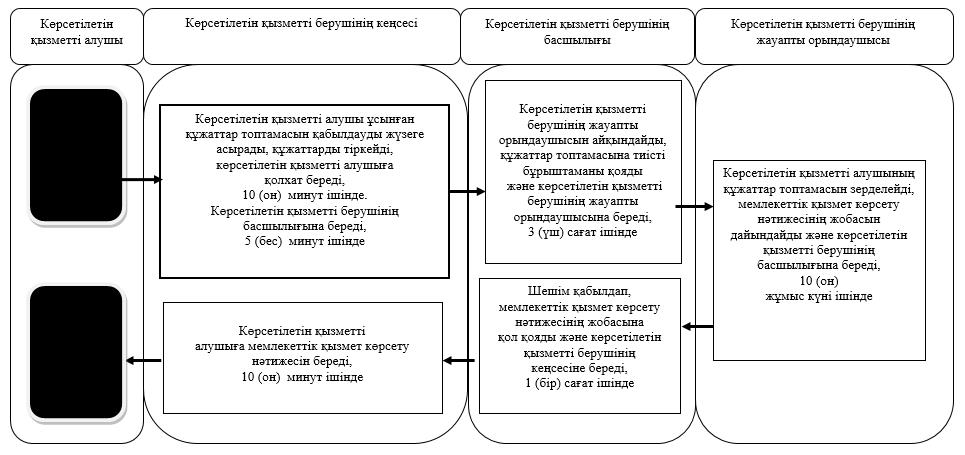 Көрсетілетін
қызметті алушы
Көрсетілетін қызметті берушінің кеңсесі
Көрсетілетін қызметті берушінің
басшылығы
Көрсетілетін қызметті берушінің
жауапты орындаушысы
Көрсетілетін қызметті алушы ұсынған
құжаттар топтамасын қабылдауды жүзеге
асырады, құжаттарды тіркейді,
көрсетілетін қызметті алушыға
қолхат береді,
10 (он) минут ішінде.
Көрсетілетін қызметті берушінің
басшылығына береді,
5 (бес) минут ішінде
Көрсетілетін қызметті
берушінің жауапты
орындаушысын айқындайды,
құжаттар топтамасына тиісті
бұрыштаманы қояды
және көрсетілетін қызметті
берушінің жауапты
орындаушысына береді,
3 (үш) сағат ішінде
Көрсетілетін қызметті алушының
құжаттар топтамасын зерделейді,
мемлекеттік қызмет көрсету
нәтижесінің жобасын
дайындайды және көрсетілетін
қызметті берушінің
басшылығына береді,
10 (он)
жұмыс күні ішінде
Шешім қабылдап,
мемлекеттік қызмет көрсету
нәтижесінің жобасына
қол қояды және көрсетілетін
қызметті берушінің
кеңсесіне береді,
1 (бір) сағат ішінде
Көрсетілетін қызметті
алушыға мемлекеттік қызмет көрсету
нәтижесін береді,
10 (он) минут ішінде